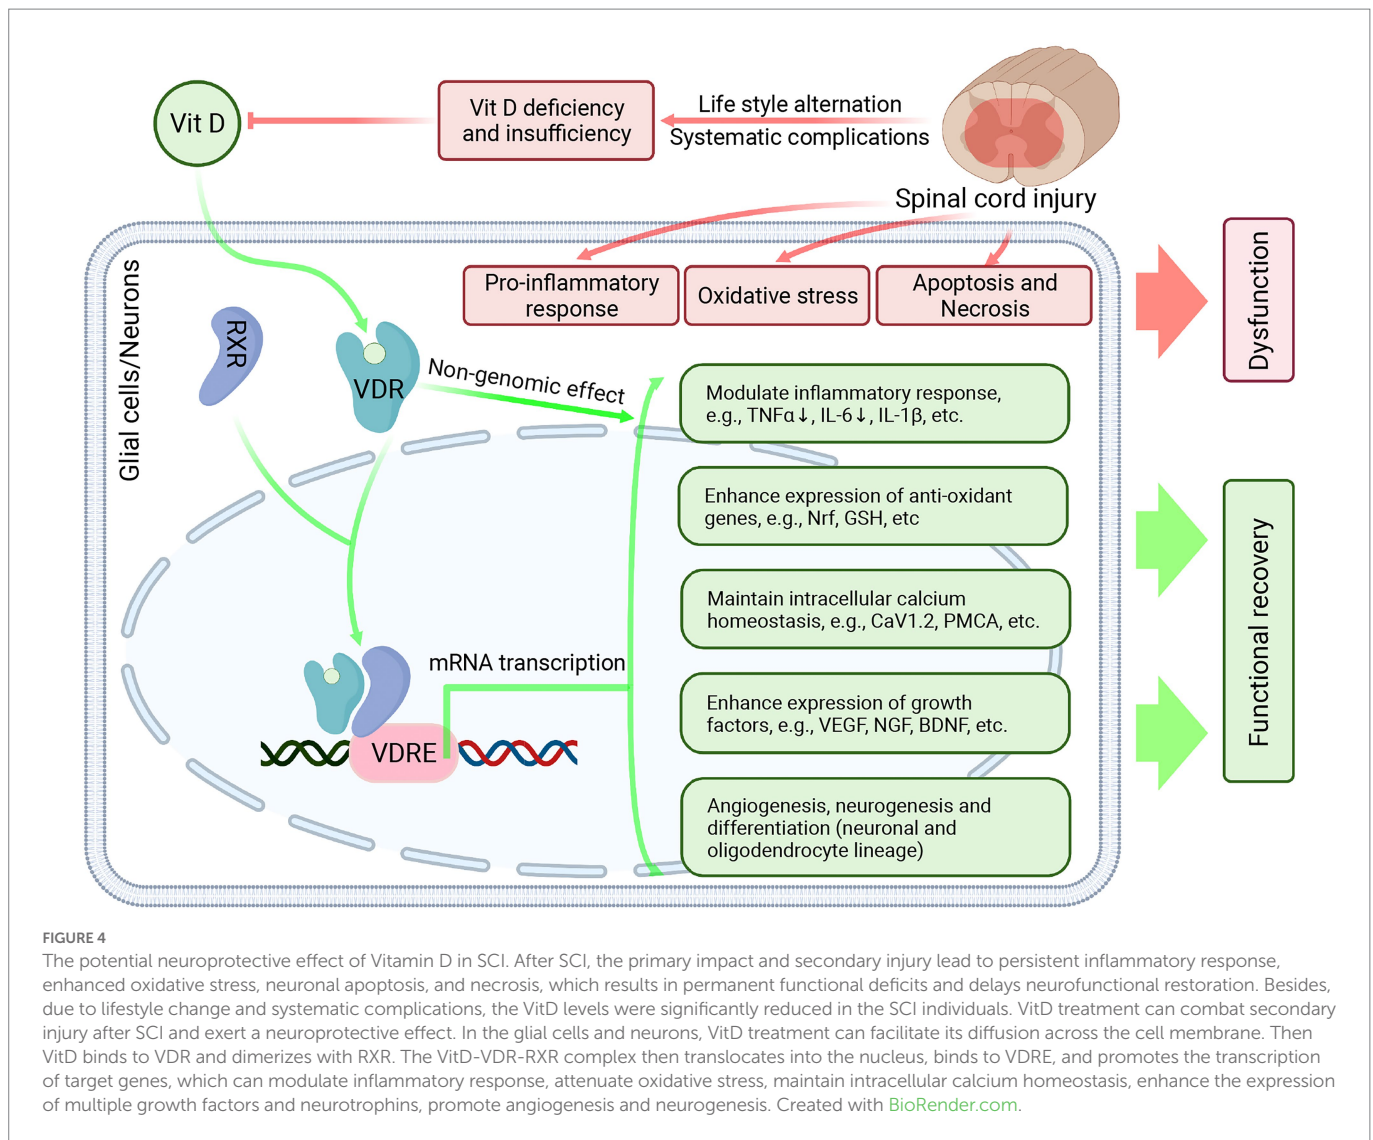 Vit D
Vit D deficiency
and insufficiency
Life style alternation
Systematic complications
Spinal cord injury
Glial cells/Neurons
Pro-inflammatory
response
Oxidative stress
Apoptosis and
Necrosis
Dysfunction
RXR
VDR
Non-genomic effect
Modulate inflammatory response,
e.g., TNFα↓, IL-6↓, IL-1β, etc.
Enhance expression of anti-oxidant
genes, e.g., Nrf, GSH, etc
Maintain intracellular calcium
homeostasis, e.g., CaV1.2, PMCA, etc.
mRNA transcription
VDRE
Enhance expression of growth
factors, e.g., VEGF, NGF, BDNF, etc.
Angiogenesis, neurogenesis and
differentiation (neuronal and
oligodendrocyte lineage)
Functional recovery
FIGURE 4
The potential neuroprotective effect of Vitamin D in SCI. After SCI, the primary impact and secondary injury lead to persistent inflammatory response,
enhanced oxidative stress, neuronal apoptosis, and necrosis, which results in permanent functional deficits and delays neurofunctional restoration. Besides,
due to lifestyle change and systematic complications, the VitD levels were significantly reduced in the SCI individuals. VitD treatment can combat secondary
injury after SCI and exert a neuroprotective effect. In the glial cells and neurons, VitD treatment can facilitate its diffusion across the cell membrane. Then
VitD binds to VDR and dimerizes with RXR. The VitD-VDR-RXR complex then translocates into the nucleus, binds to VDRE, and promotes the transcription
of target genes, which can modulate inflammatory response, attenuate oxidative stress, maintain intracellular calcium homeostasis, enhance the expression
of multiple growth factors and neurotrophins, promote angiogenesis and neurogenesis. Created with BioRender.com.